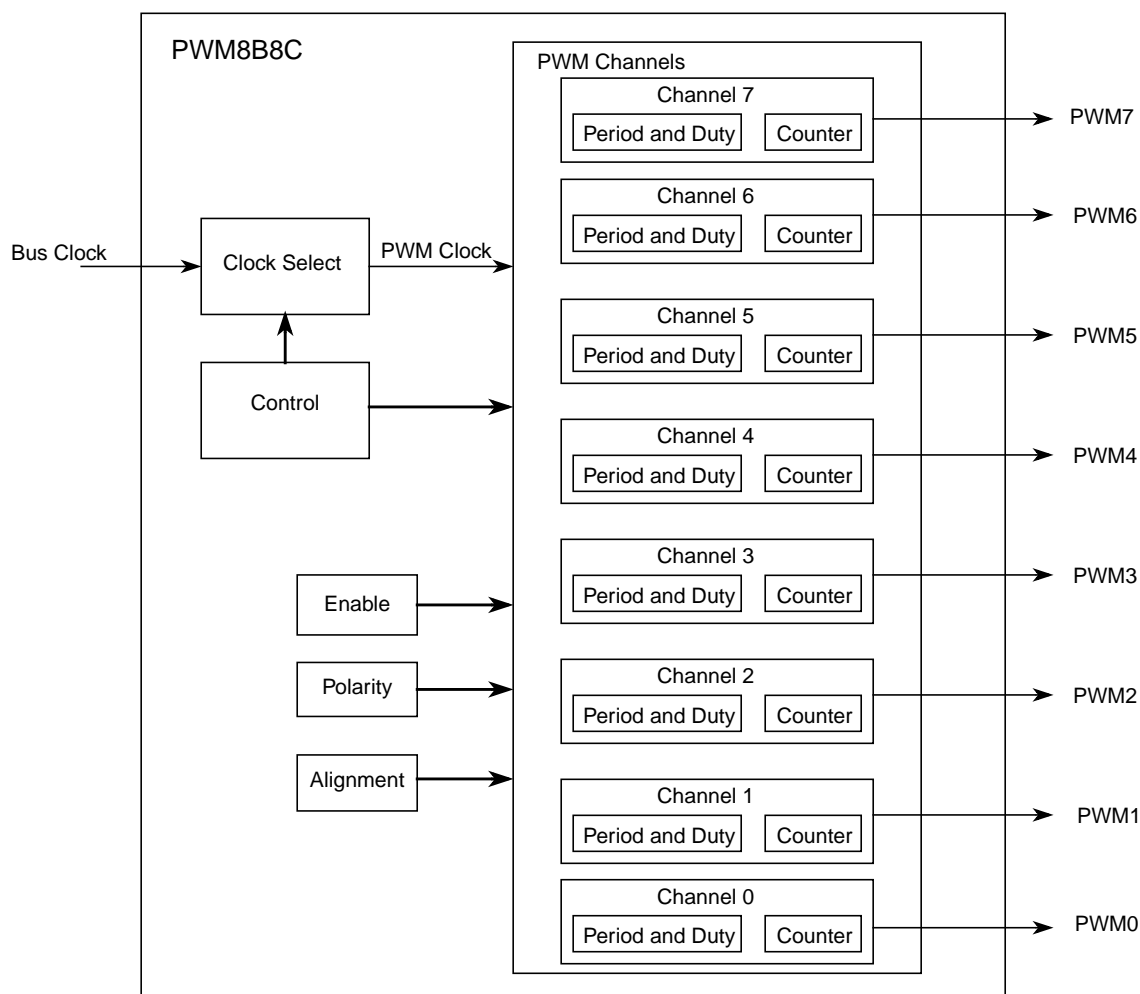 PWM8B8C
PWM Channels
Channel 7
Period and Duty
Counter
PWM7
Channel 6
Period and Duty
Counter
PWM6
Bus Clock
Clock Select
PWM Clock
Channel 5
Period and Duty
Counter
PWM5
Control
Channel 4
Period and Duty
Counter
PWM4
Channel 3
Period and Duty
Counter
PWM3
Enable
Polarity
Channel 2
Period and Duty
Counter
PWM2
Alignment
Channel 1
Period and Duty
Counter
PWM1
Channel 0
Period and Duty
Counter
PWM0